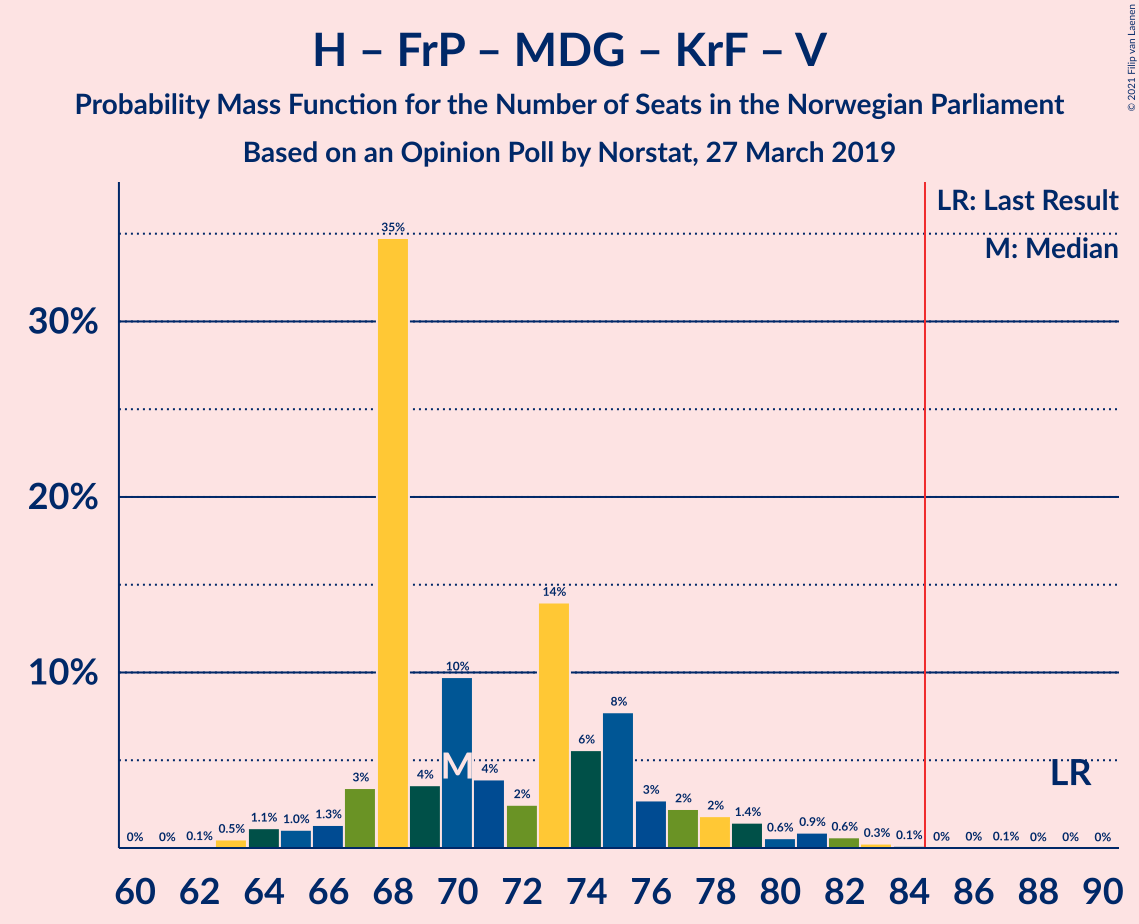 H – FrP – MDG – KrF – V
Probability Mass Function for the Number of Seats in the Norwegian Parliament
Based on an Opinion Poll by Norstat, 27 March 2019
© 2021 Filip van Laenen
LR: Last Result
M: Median
30%
20%
10%
0% 0% 0.1% 0.5% 1.1% 1.0% 1.3% 3% 35% 4% 10% 4% 2% 14% 6% 8% 3% 2% 2% 1.4% 0.6% 0.9% 0.6% 0.3% 0.1% 0% 0% 0.1% 0% 0% 0%
M
LR
60 62 64 66 68 70 72 74 76 78 80 82 84 86 88 90